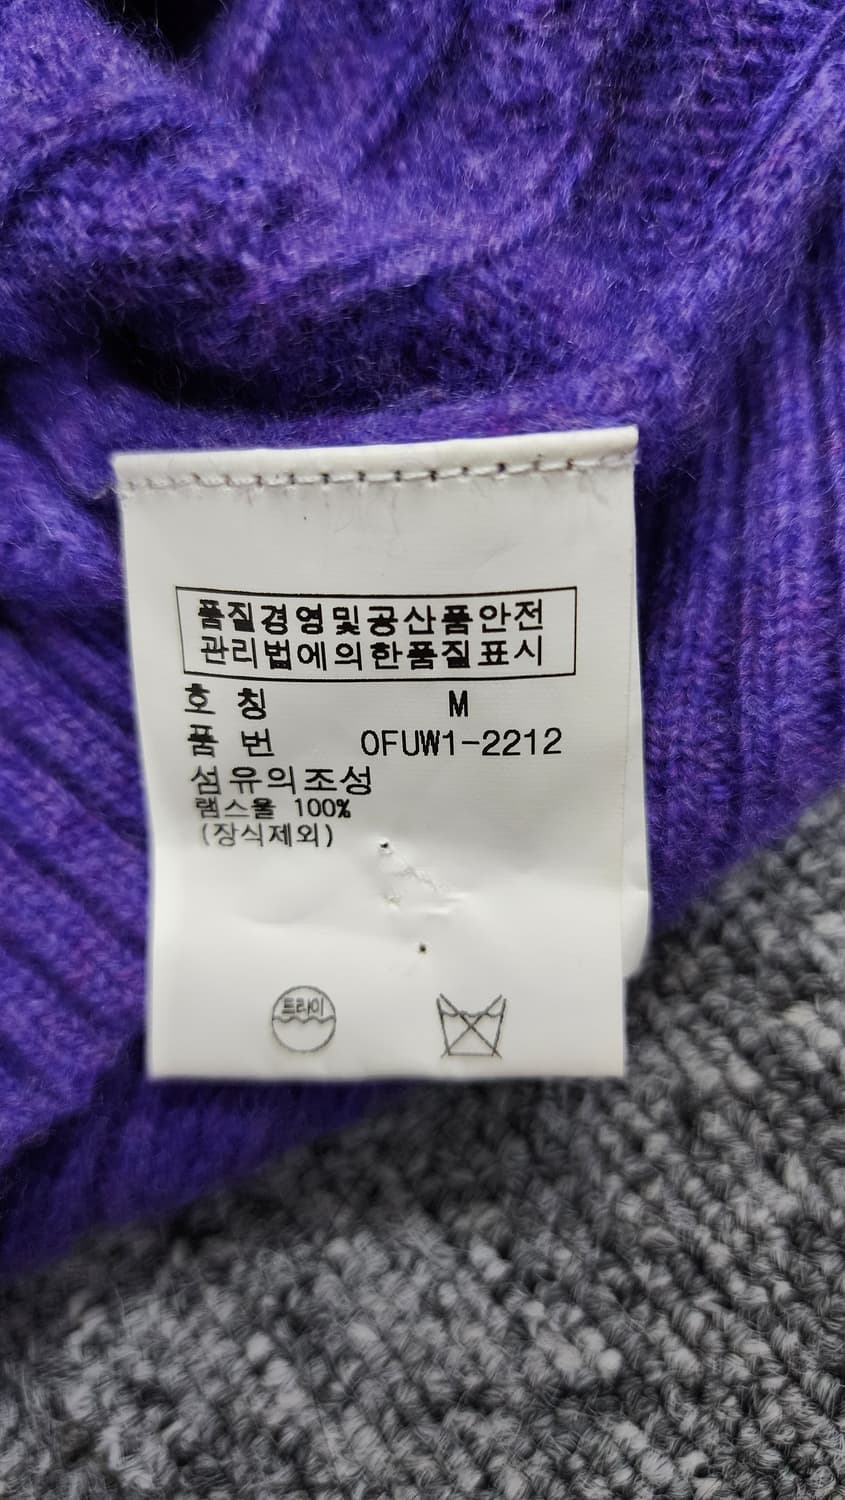 품질경영및공산품안전
관리법에의한품질표시
호 칭 M
품 번 0FUW1-2212
섬유의조성
램스울 100%
(장식제외)
드라이